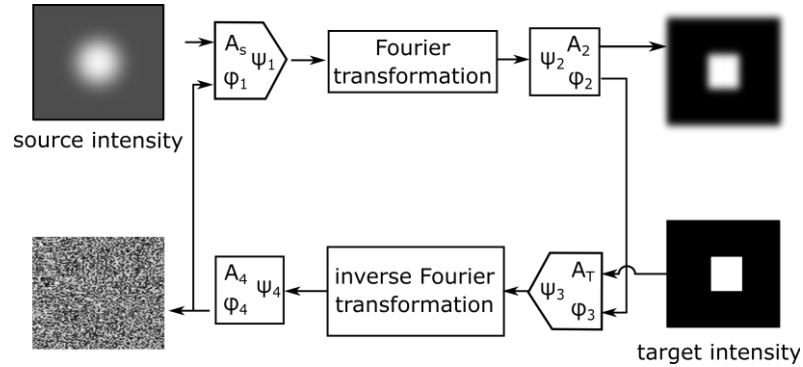 A_s
φ_1
ψ_1
Fourier
transformation
ψ_2
A_2
φ_2
source intensity
A_4
φ_4
ψ_4
inverse Fourier
transformation
ψ_3
A_T
φ_3
target intensity